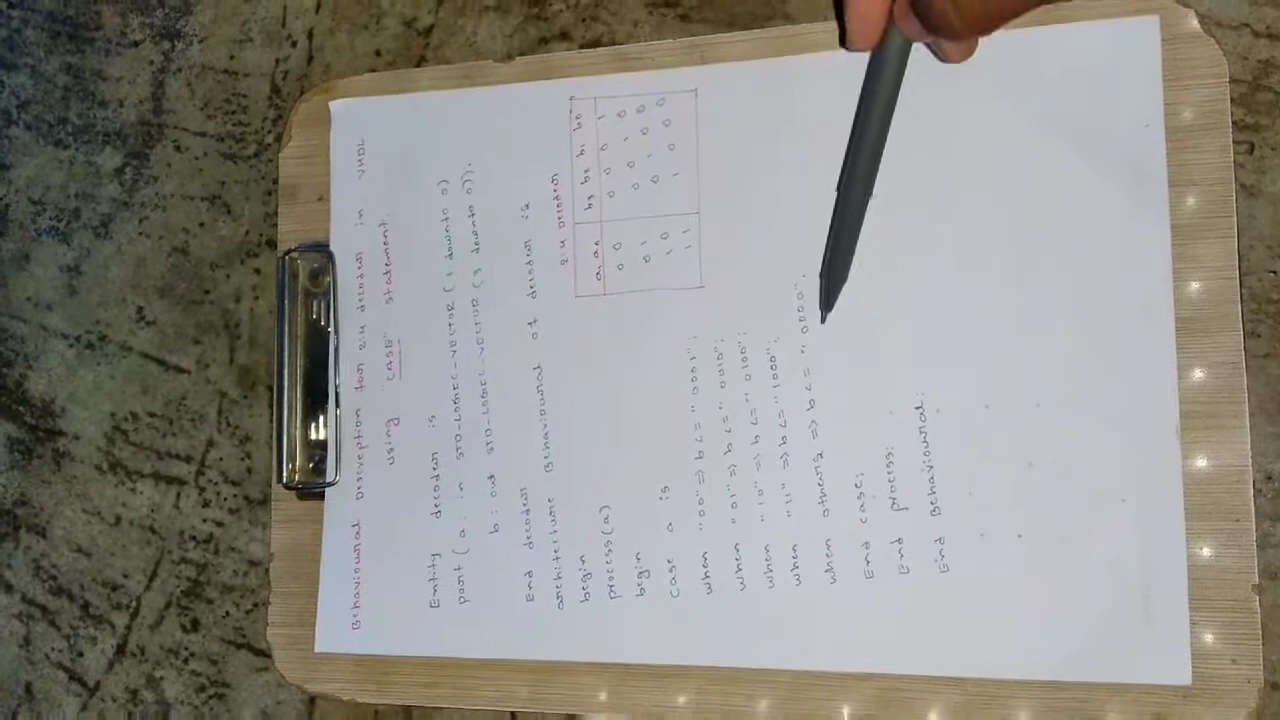 Behavioural Desceyption four 2:4 decoder in VHDL
using "CASE" statement.
Entity decoder is
port ( a : in STD-LOGIC-VECTOR ( 1 downto 0)
b : out STD-LOGIC-VECTOR (3 downto 0));
End decoder
architecture Behavioural of decoder is
begin
process(a)
begin
case a is
2:4 Decoder
a1 a0 b3 b2 b1 b0
0 0 0 0 0 1
0 1 0 0 1 0
1 0 0 1 0 0
1 1 1 0 0 0
when "00" => b <= "0001";
when "01" => b <= "0010";
when "10" => b <= "0100";
when "11" => b <= "1000";
when others => b <= "0000".
End case;
End process;
End Behavioural;